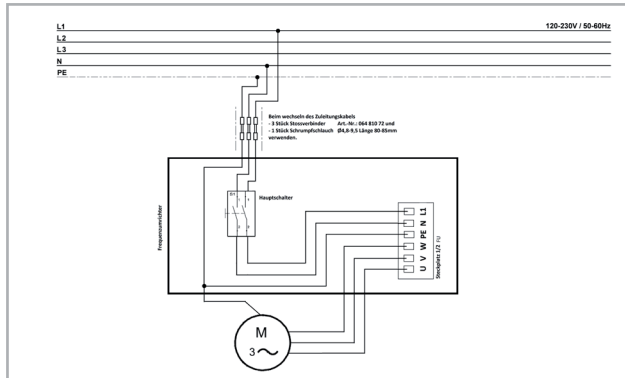 L1
120-230V / 50-60Hz
L2
L3
N
PE
Beim wechseln des Zuleitungskabels
- 3 Stück Stossverbinder Art.-Nr.: 064 810 72 und
- 1 Stück Schrumpfschlauch Ø4,8-9,5 Länge 80-85mm
verwenden.
Frequenzumrichter
Hauptschalter
L1
N
PE
W
V
U
Steckplatz 1/2 FU
M
3~